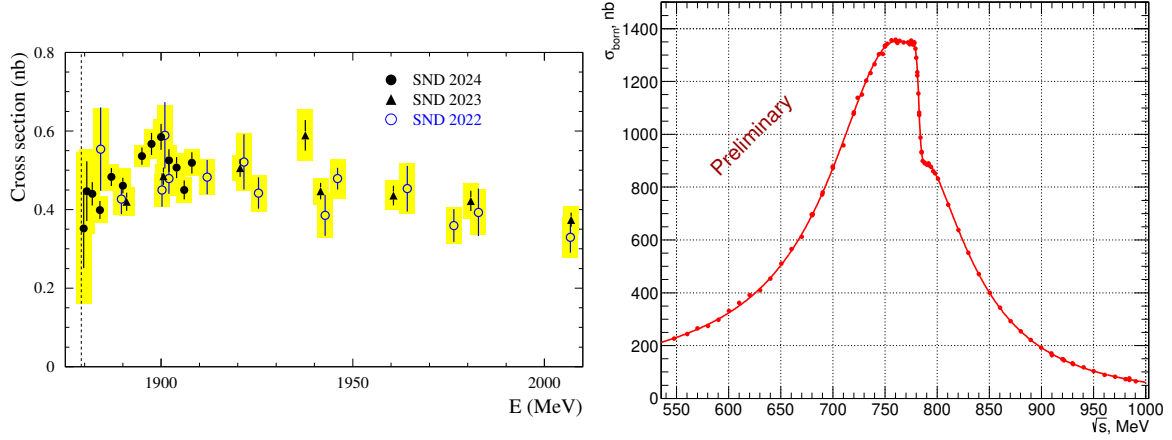 Cross section (nb)
0.8
0.6
0.4
0.2
0
SND 2024
SND 2023
SND 2022
1900
1950
2000
E (MeV)
σborn, nb
1400
1200
1000
800
600
400
200
0
Preliminary
550 600 650 700 750 800 850 900 950 1000
√s, MeV